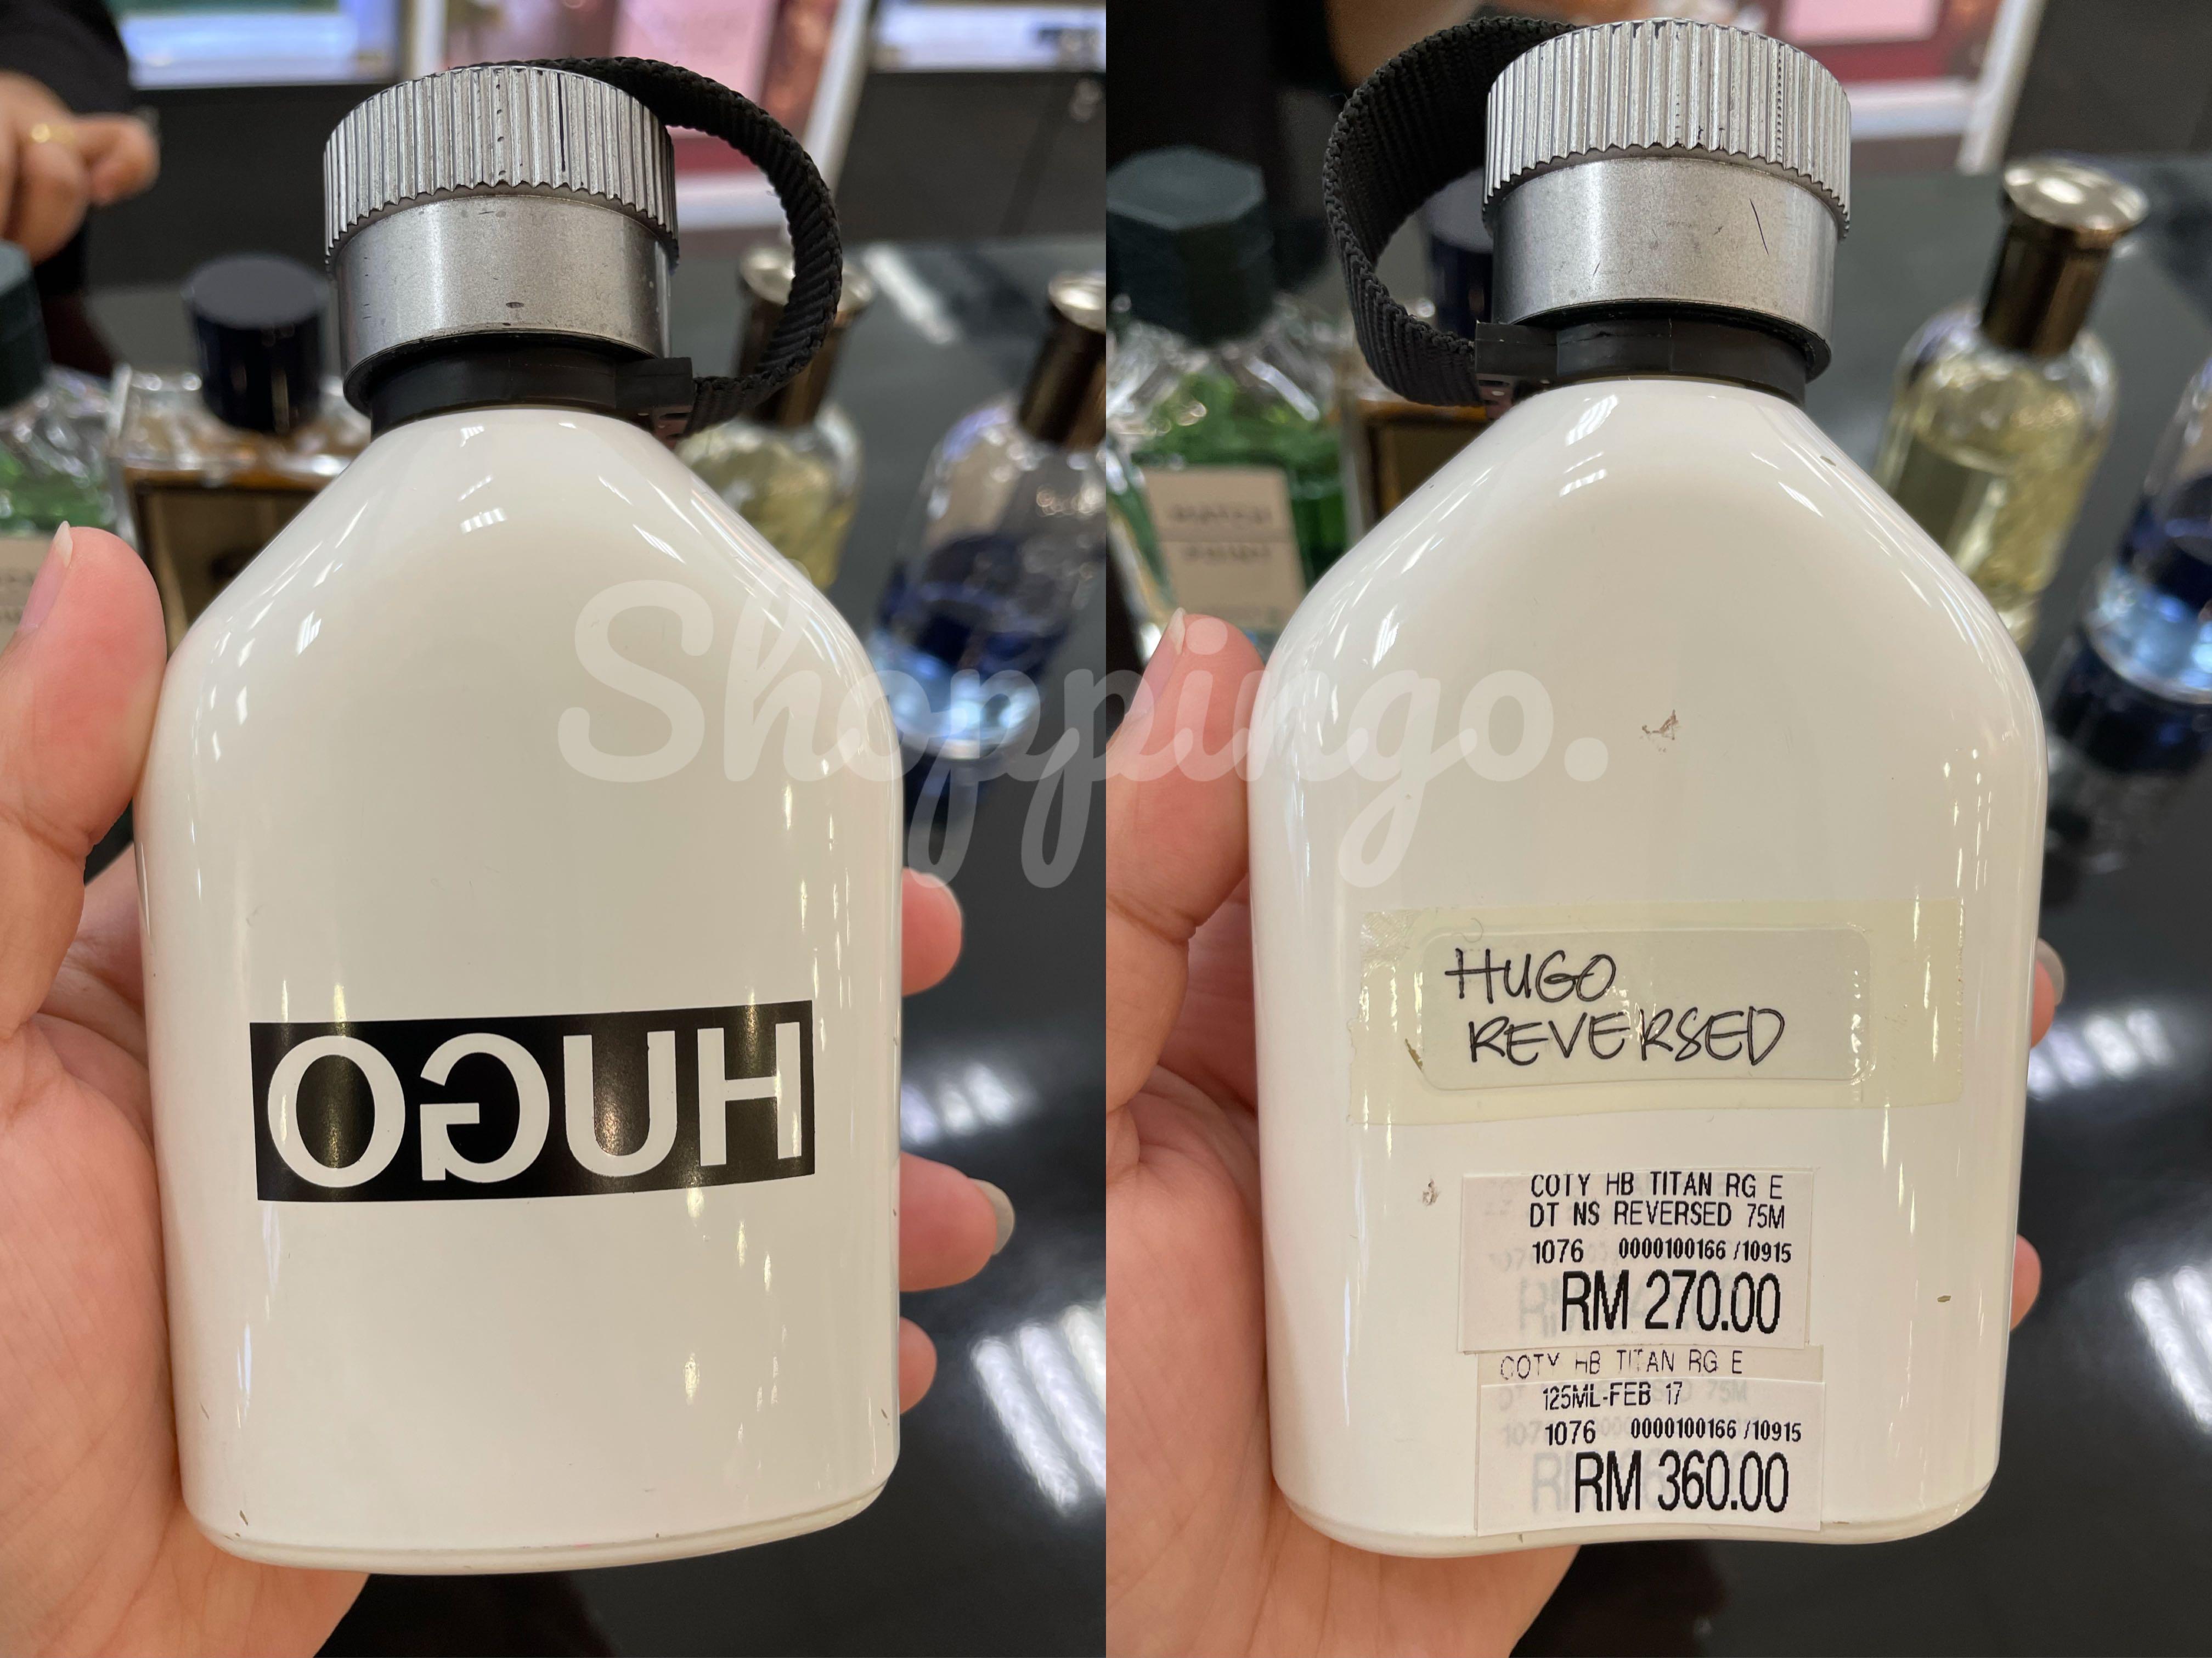 Shoppingo.
HUGO
HUGO
REVERSED
COTY HB TITAN RG E
DT NS REVERSED 75M
1076 0000100166 /10915
RM 270.00
COTY HB TITAN RG E
125ML-FEB 17
1076 0000100166 /10915
RM 360.00